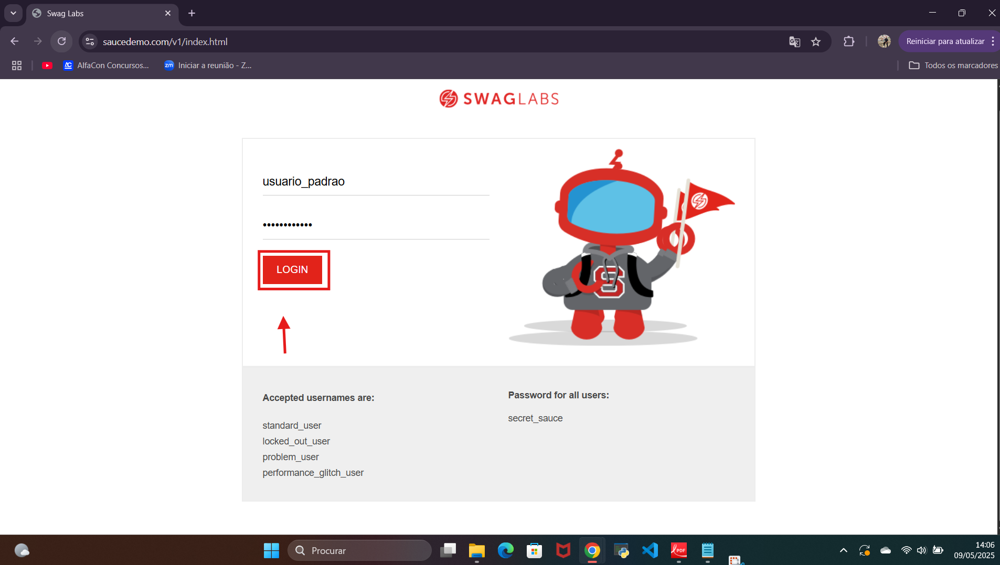 Swag Labs
saucedemo.com/v1/index.html
Reiniciar para atualizar
AlfaCon Concursos...
zm Iniciar a reunião - Z...
Todos os marcadores
SWAGLABS
usuario_padrao
••••••••••••
LOGIN
S
Accepted usernames are:
standard_user
locked_out_user
problem_user
performance_glitch_user
Password for all users:
secret_sauce
Procurar
PDF
14:06
09/05/2025